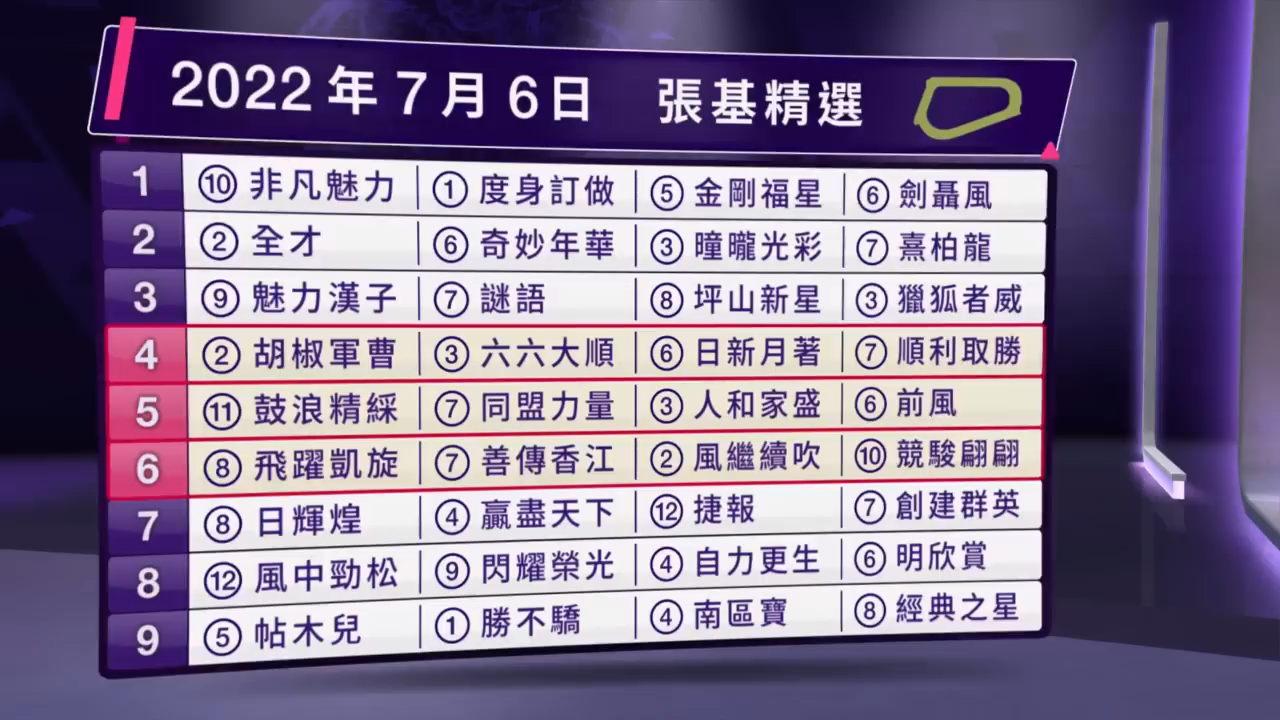 2022年7月6日 張基精選
1 ⑩ 非凡魅力 ① 度身訂做 ⑤ 金剛福星 ⑥ 劍聶風
2 ② 全才 ⑥ 奇妙年華 ③ 曈曨光彩 ⑦ 熹柏龍
3 ⑨ 魅力漢子 ⑦ 謎語 ⑧ 坪山新星 ③ 獵狐者威
4 ② 胡椒軍曹 ③ 六六大順 ⑥ 日新月著 ⑦ 順利取勝
5 ⑪ 鼓浪精綵 ⑦ 同盟力量 ③ 人和家盛 ⑥ 前風
6 ⑧ 飛躍凱旋 ⑦ 善傳香江 ② 風繼續吹 ⑩ 競駿翩翩
7 ⑧ 日輝煌 ④ 贏盡天下 ⑫ 捷報 ⑦ 創建群英
8 ⑫ 風中勁松 ⑨ 閃耀榮光 ④ 自力更生 ⑥ 明欣賞
9 ⑤ 帖木兒 ① 勝不驕 ④ 南區寶 ⑧ 經典之星